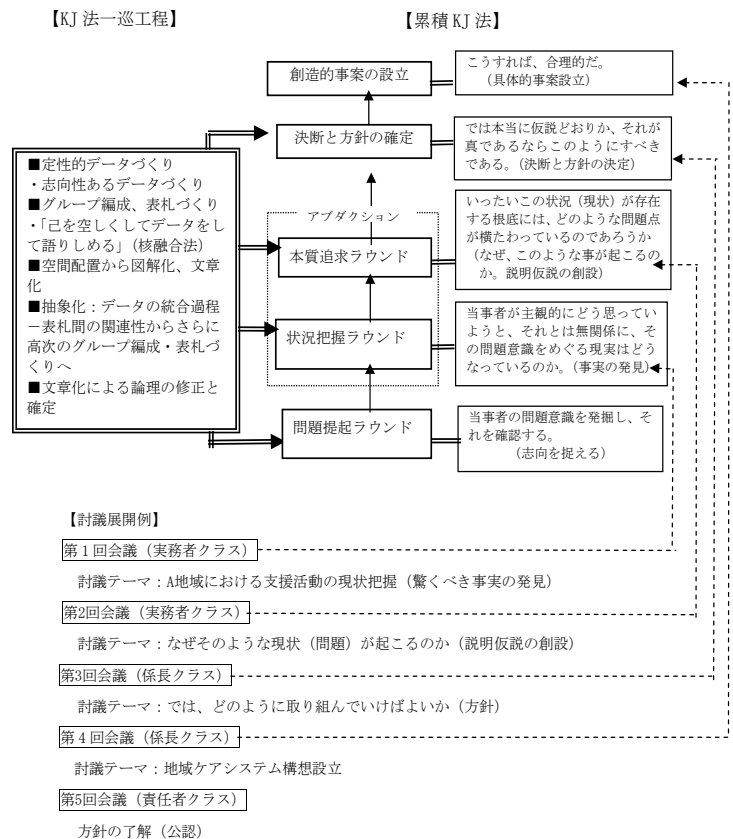 【KJ 法一巡工程】
【累積 KJ 法】
■定性的データづくり
・志向性あるデータづくり
■グループ編成、表札づくり
・「己を空しくしてデータをし
て語りしめる」（核融合法）
■空間配置から図解化、文章
化
■抽象化：データの統合過程
－表札間の関連性からさらに
高次のグループ編成・表札づ
くりへ
■文章化による論理の修正と
確定
創造的事案の設立
決断と方針の確定
アブダクション
本質追求ラウンド
状況把握ラウンド
問題提起ラウンド
こうすれば、合理的だ。
（具体的事案設立）
では本当に仮説どおりか、それが
真であるならこのようにすべき
である。（決断と方針の決定）
いったいこの状況（現状）が存在
する根底には、どのような問題点
が横たわっているのであろうか
（なぜ、このような事が起こるの
か。説明仮説の創設）
当事者が主観的にどう思ってい
ようと、それとは無関係に、そ
の問題意識をめぐる現実はどう
なっているのか。（事実の発見）
当事者の問題意識を発掘し、そ
れを確認する。
（志向を捉える）
【討議展開例】
第１回会議（実務者クラス）
討議テーマ：A地域における支援活動の現状把握（驚くべき事実の発見）
第2回会議（実務者クラス）
討議テーマ：なぜそのような現状（問題）が起こるのか（説明仮説の創設）
第3回会議（係長クラス）
討議テーマ：では、どのように取り組んでいけばよいか（方針）
第４回会議（係長クラス）
討議テーマ：地域ケアシステム構想設立
第5回会議（責任者クラス）
方針の了解（公認）